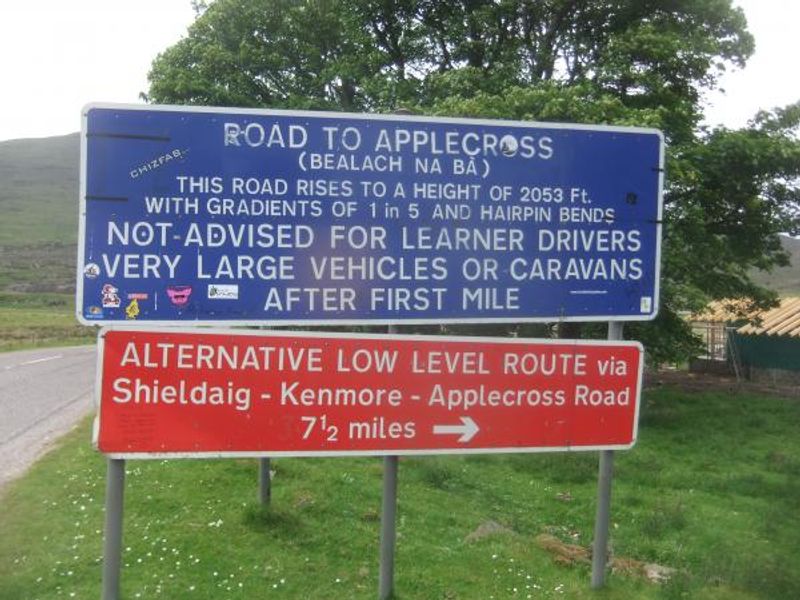 ROAD TO APPLECROSS
(BEALACH NA BÀ)
CHIZFAB
THIS ROAD RISES TO A HEIGHT OF 2053 Ft.
WITH GRADIENTS OF 1 in 5 AND HAIRPIN BENDS
NOT ADVISED FOR LEARNER DRIVERS
VERY LARGE VEHICLES OR CARAVANS
AFTER FIRST MILE
ALTERNATIVE LOW LEVEL ROUTE via
Shieldaig - Kenmore - Applecross Road
7½ miles